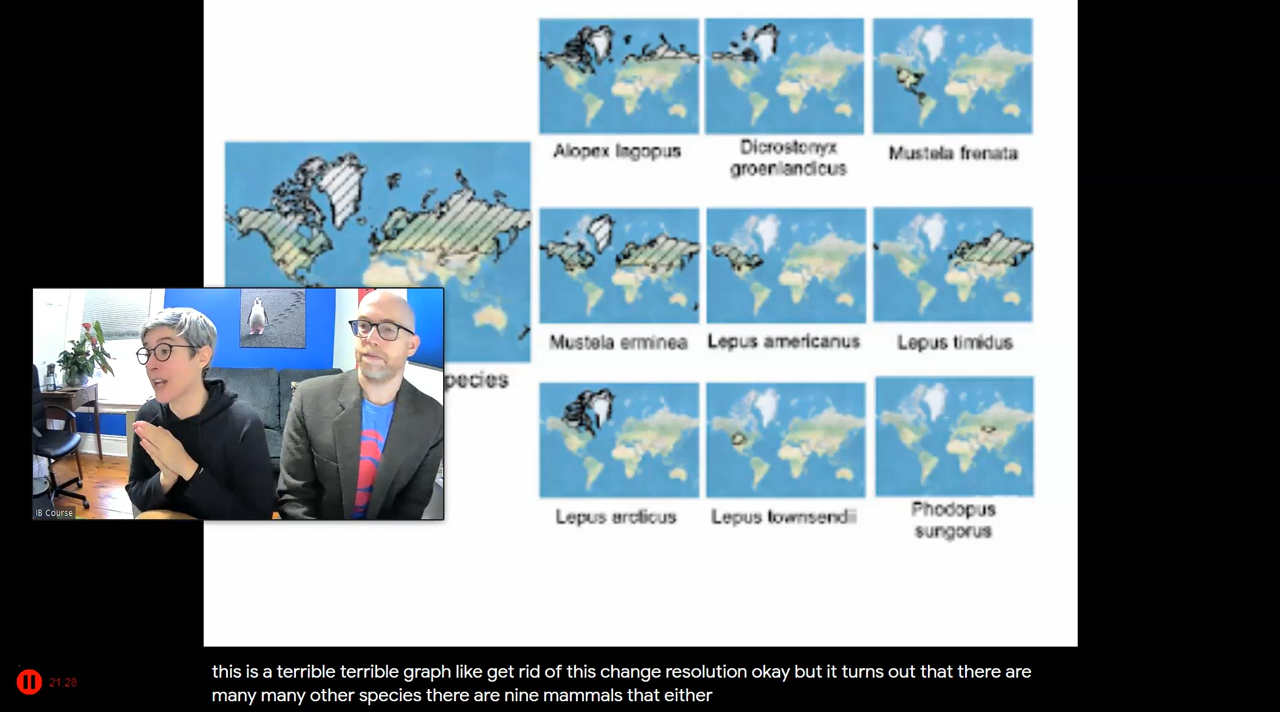 Alopex lagopus
Dicrostonyx
groenlandicus
Mustela frenata
Mustela erminea
Lepus americanus
Lepus timidus
pecies
Lepus arcticus
Lepus townsendii
Phodopus
sungorus
IB Course
21:28
this is a terrible terrible graph like get rid of this change resolution okay but it turns out that there are
many many other species there are nine mammals that either